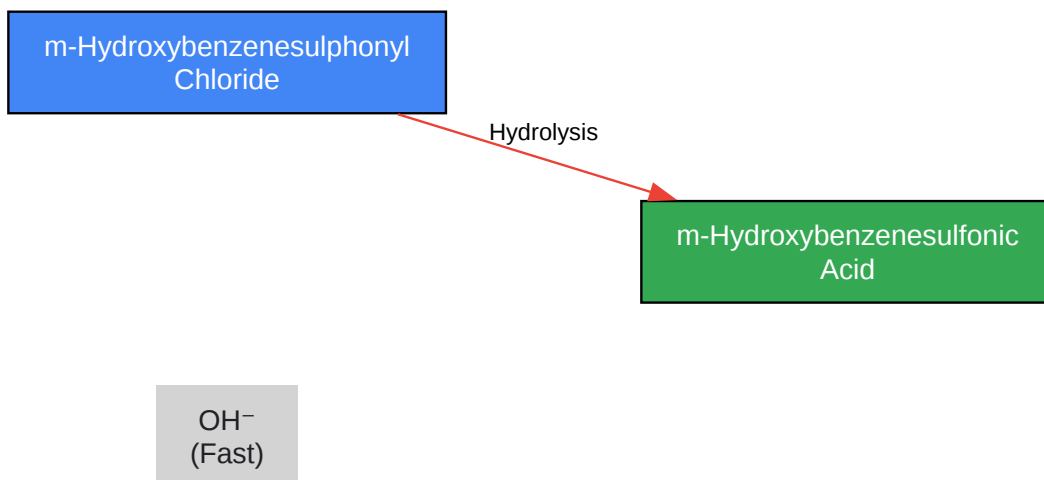 m-Hydroxybenzenesulphonyl
Chloride
Hydrolysis
m-Hydroxybenzenesulfonic
Acid
OH⁻
(Fast)